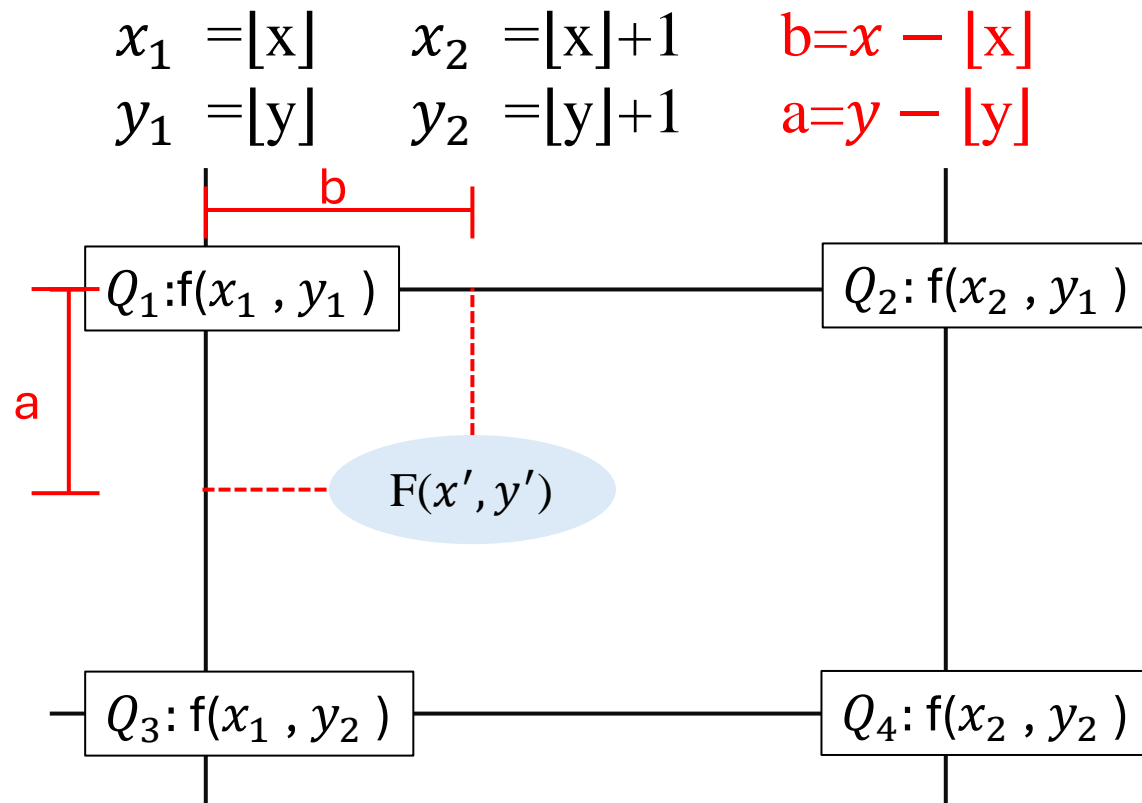 x₁ =⌊x⌋ x₂ =⌊x⌋+1 b=x − ⌊x⌋
y₁ =⌊y⌋ y₂ =⌊y⌋+1 a=y − ⌊y⌋
b
Q₁:f(x₁ , y₁ ) Q₂: f(x₂ , y₁ )
a
F(x′, y′)
Q₃: f(x₁ , y₂ ) Q₄: f(x₂ , y₂ )